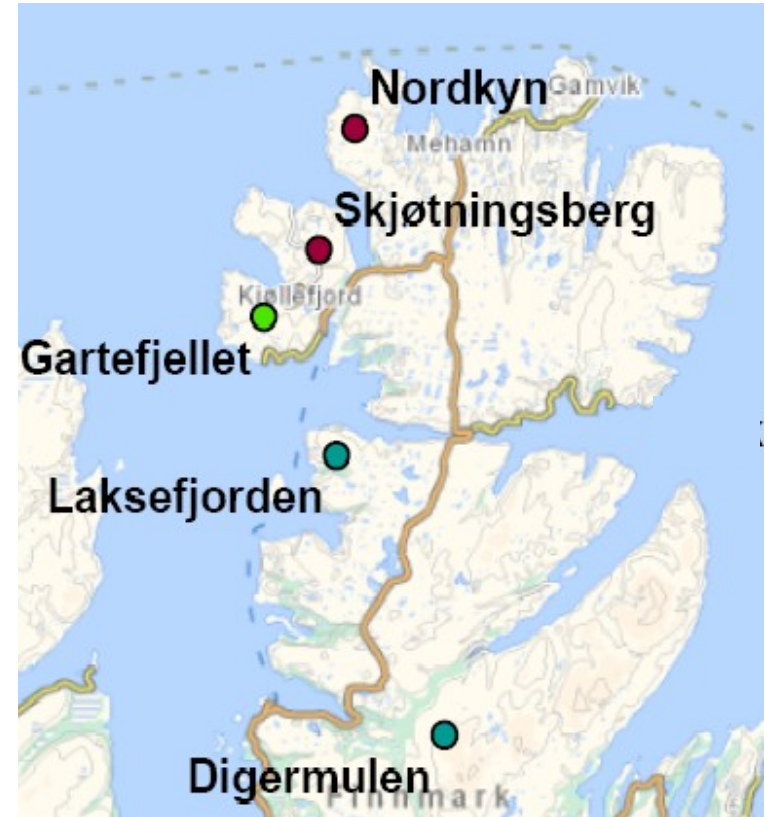 Nordkyn
Gamvik
Mehamn
Skjøtningsberg
Kjøllefjord
Gartefjellet
Laksefjorden
Digermulen
Finnmark